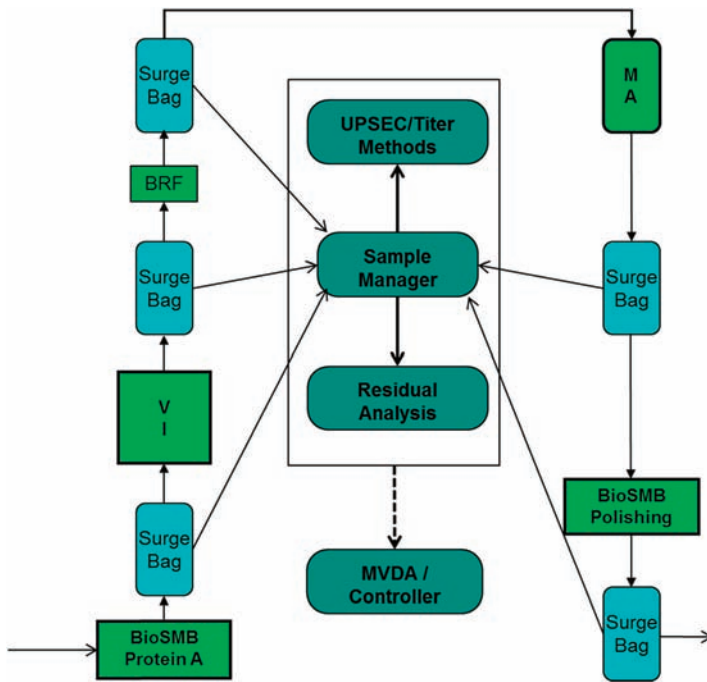 Surge
Bag
BRF
Surge
Bag
V
I
Surge
Bag
BioSMB
Protein A
UPSEC/Titer
Methods
Sample
Manager
Residual
Analysis
MVDA /
Controller
M
A
Surge
Bag
BioSMB
Polishing
Surge
Bag